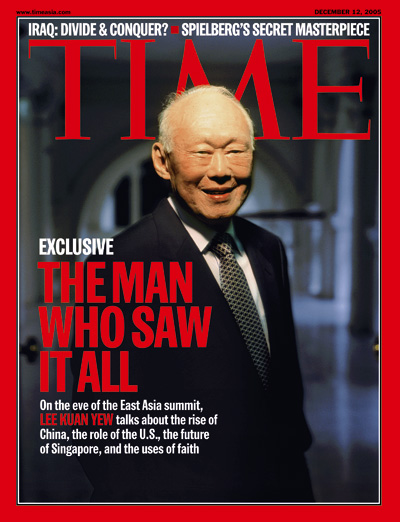 www.timeasia.com
DECEMBER 12, 2005
IRAQ: DIVIDE & CONQUER? SPIELBERG'S SECRET MASTERPIECE
TIME
EXCLUSIVE
THE MAN
WHO SAW
IT ALL
On the eve of the East Asia summit,
LEE KUAN YEW talks about the rise of
China, the role of the U.S., the future
of Singapore, and the uses of faith